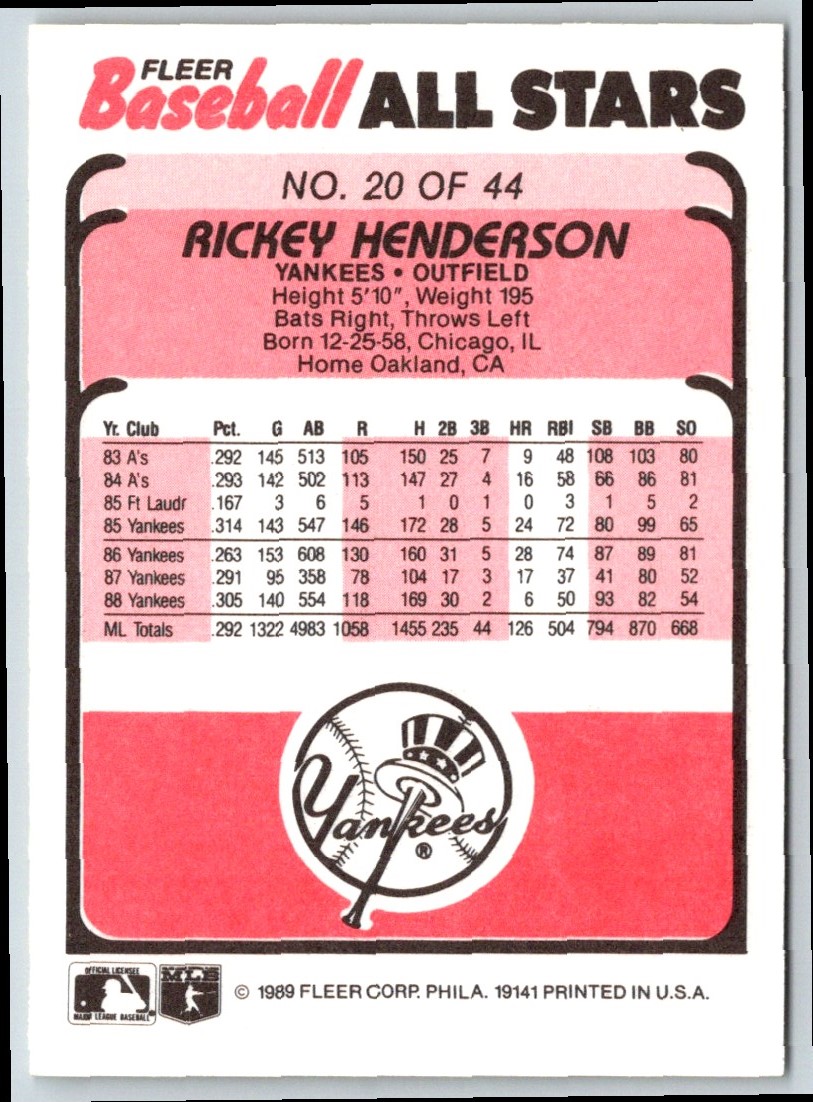 FLEER
Baseball ALL STARS
NO. 20 OF 44
RICKEY HENDERSON
YANKEES • OUTFIELD
Height 5'10", Weight 195
Bats Right, Throws Left
Born 12-25-58, Chicago, IL
Home Oakland, CA
Yr. Club Pct. G AB R H 2B 3B HR RBI SB BB SO
83 A's .292 145 513 105 150 25 7 9 48 108 103 80
84 A's .293 142 502 113 147 27 4 16 58 66 86 81
85 Ft Laudr .167 3 6 5 1 0 1 0 3 1 5 2
85 Yankees .314 143 547 146 172 28 5 24 72 80 99 65
86 Yankees .263 153 608 130 160 31 5 28 74 87 89 81
87 Yankees .291 95 358 78 104 17 3 17 37 41 80 52
88 Yankees .305 140 554 118 169 30 2 6 50 93 82 54
ML Totals .292 1322 4983 1058 1455 235 44 126 504 794 870 668
Yankees
®
OFFICIAL LICENSEE
MAJOR LEAGUE BASEBALL
© 1989 FLEER CORP. PHILA. 19141 PRINTED IN U.S.A.